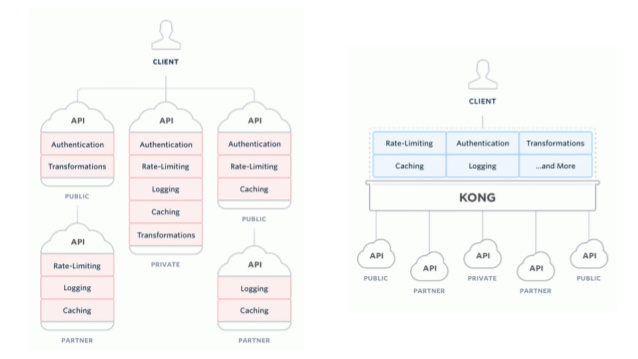 CLIENT
API
Authentication
Transformations
PUBLIC
API
Rate-Limiting
Logging
Caching
PARTNER
API
Authentication
Rate-Limiting
Logging
Caching
Transformations
PRIVATE
API
Authentication
Rate-Limiting
Caching
PUBLIC
API
Logging
Caching
PARTNER
CLIENT
Rate-Limiting
Authentication
Transformations
Caching
Logging
...and More
KONG
API
PUBLIC
API
PARTNER
API
PRIVATE
API
PARTNER
API
PUBLIC